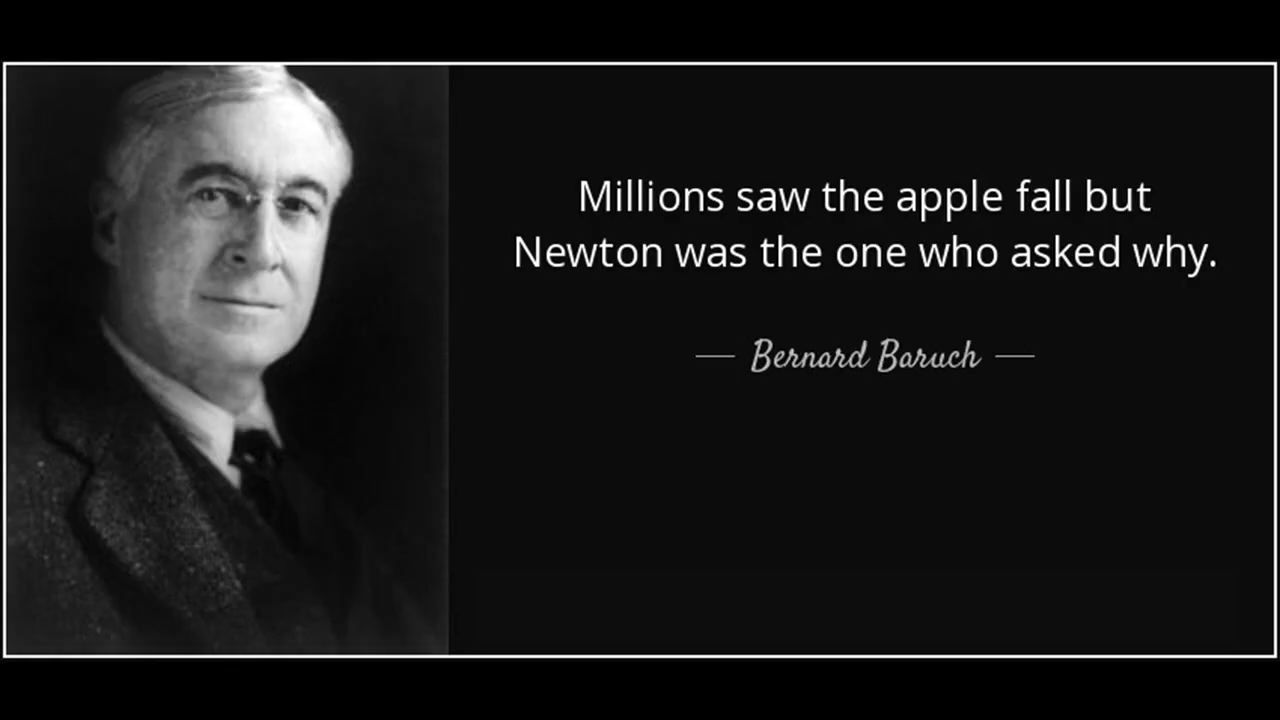 Millions saw the apple fall but
Newton was the one who asked why.
— Bernard Baruch —